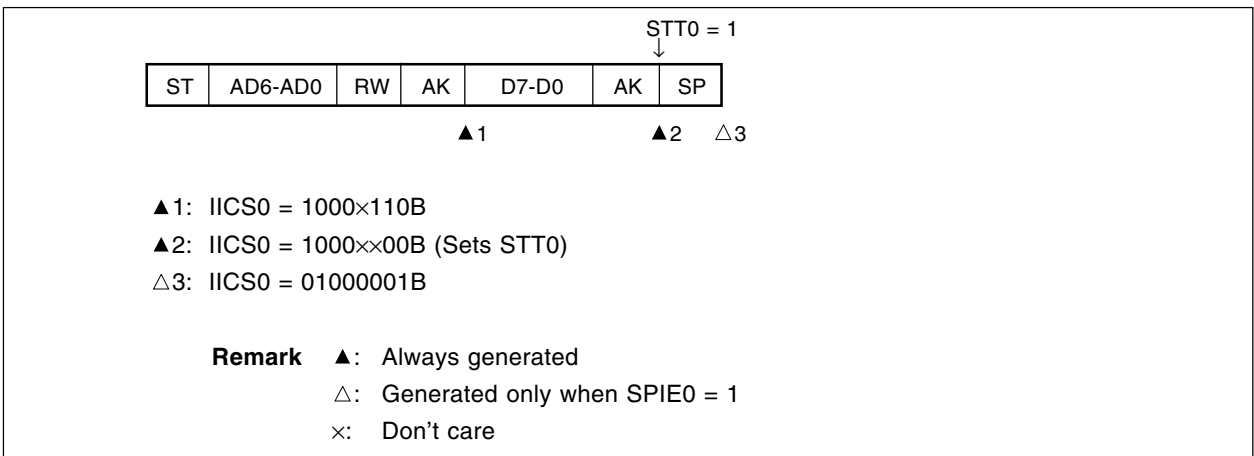 STT0 = 1
↓
ST AD6-AD0 RW AK D7-D0 AK SP
▲1 ▲2 △3
▲1: IICS0 = 1000×110B
▲2: IICS0 = 1000××00B (Sets STT0)
△3: IICS0 = 01000001B
Remark ▲: Always generated
△: Generated only when SPIE0 = 1
×: Don't care